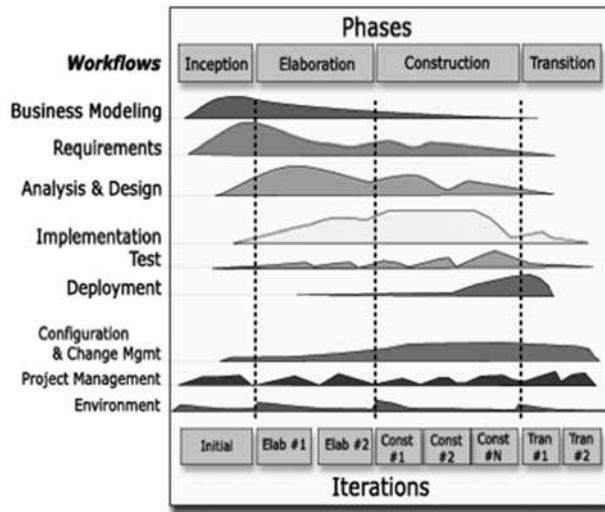 Phases
Workflows
Inception
Elaboration
Construction
Transition
Business Modeling
Requirements
Analysis & Design
Implementation
Test
Deployment
Configuration
& Change Mgmt
Project Management
Environment
Initial
Elab #1
Elab #2
Const
#1
Const
#2
Const
#N
Tran
#1
Tran
#2
Iterations